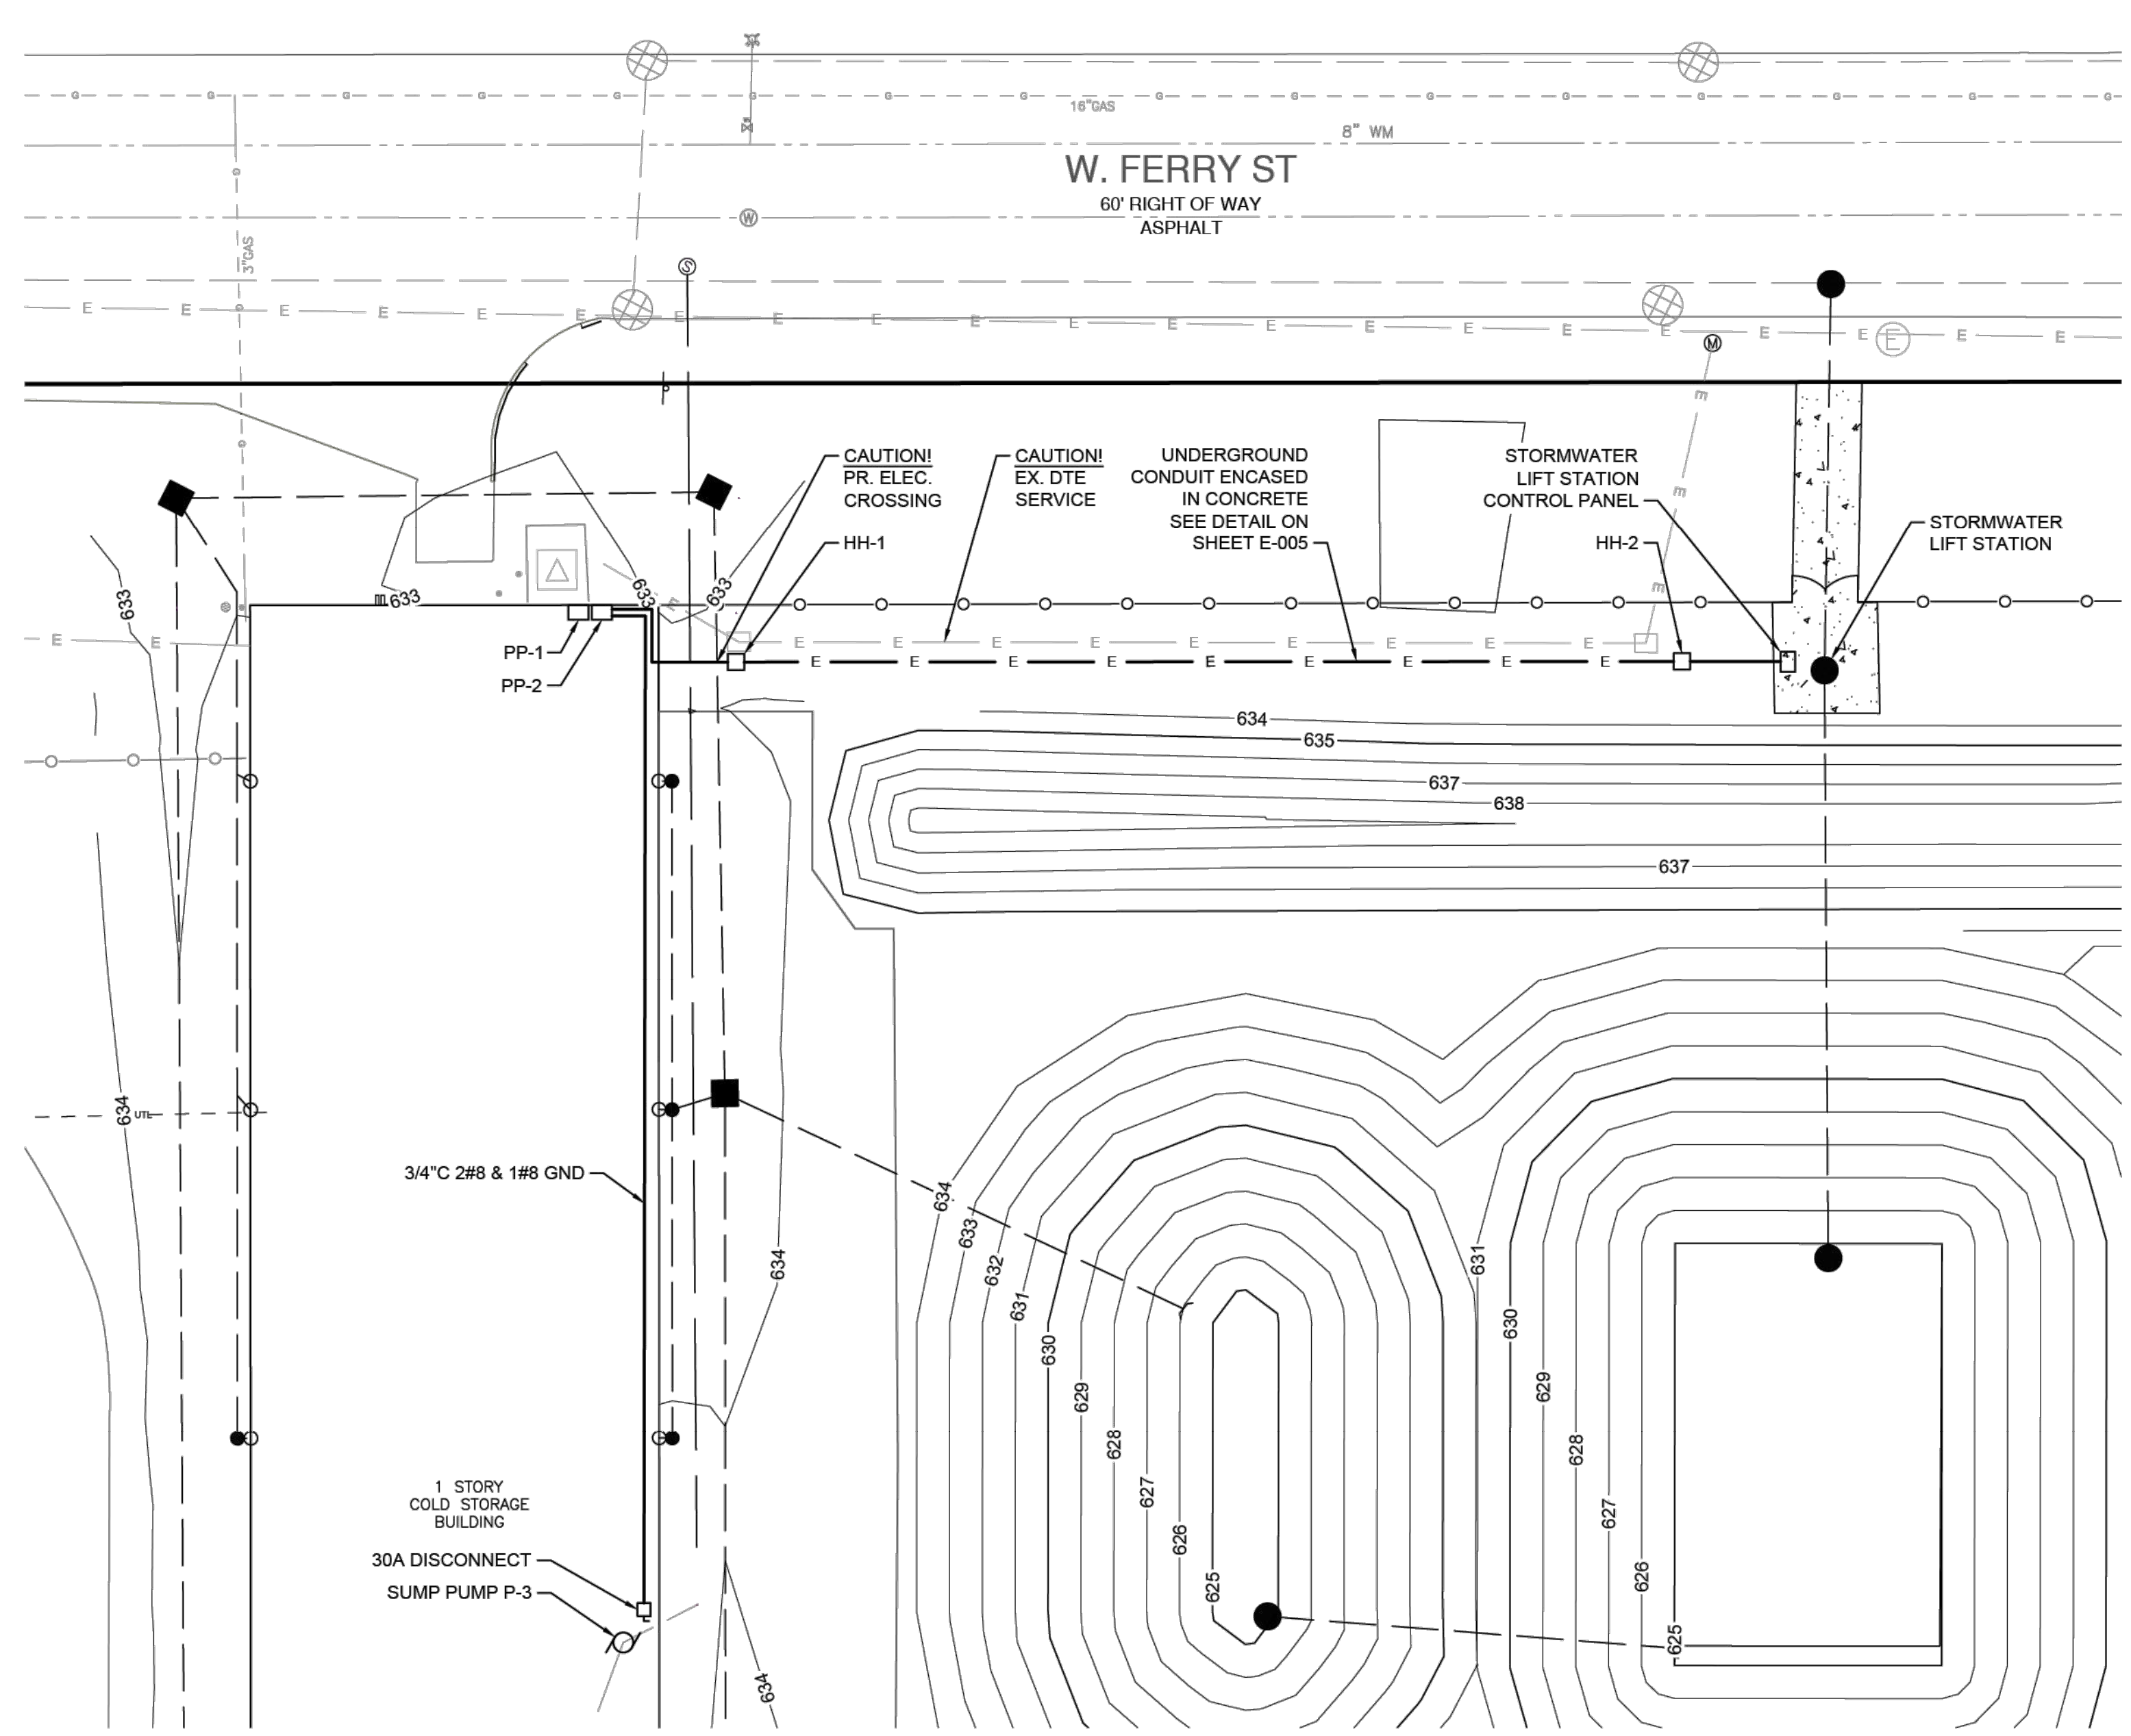 16"GAS
8" WM
W. FERRY ST
60' RIGHT OF WAY
ASPHALT
3"GAS
CAUTION!
PR. ELEC.
CROSSING
HH-1
CAUTION!
EX. DTE
SERVICE
UNDERGROUND
CONDUIT ENCASED
IN CONCRETE
SEE DETAIL ON
SHEET E-005
STORMWATER
LIFT STATION
CONTROL PANEL
HH-2
STORMWATER
LIFT STATION
633
633
633
633
PP-1
PP-2
634
635
637
638
637
634
UTL
3/4"C 2#8 & 1#8 GND
634
634
633
632
631
630
629
628
627
626
625
631
630
629
628
627
626
625
1 STORY
COLD STORAGE
BUILDING
30A DISCONNECT
SUMP PUMP P-3
634